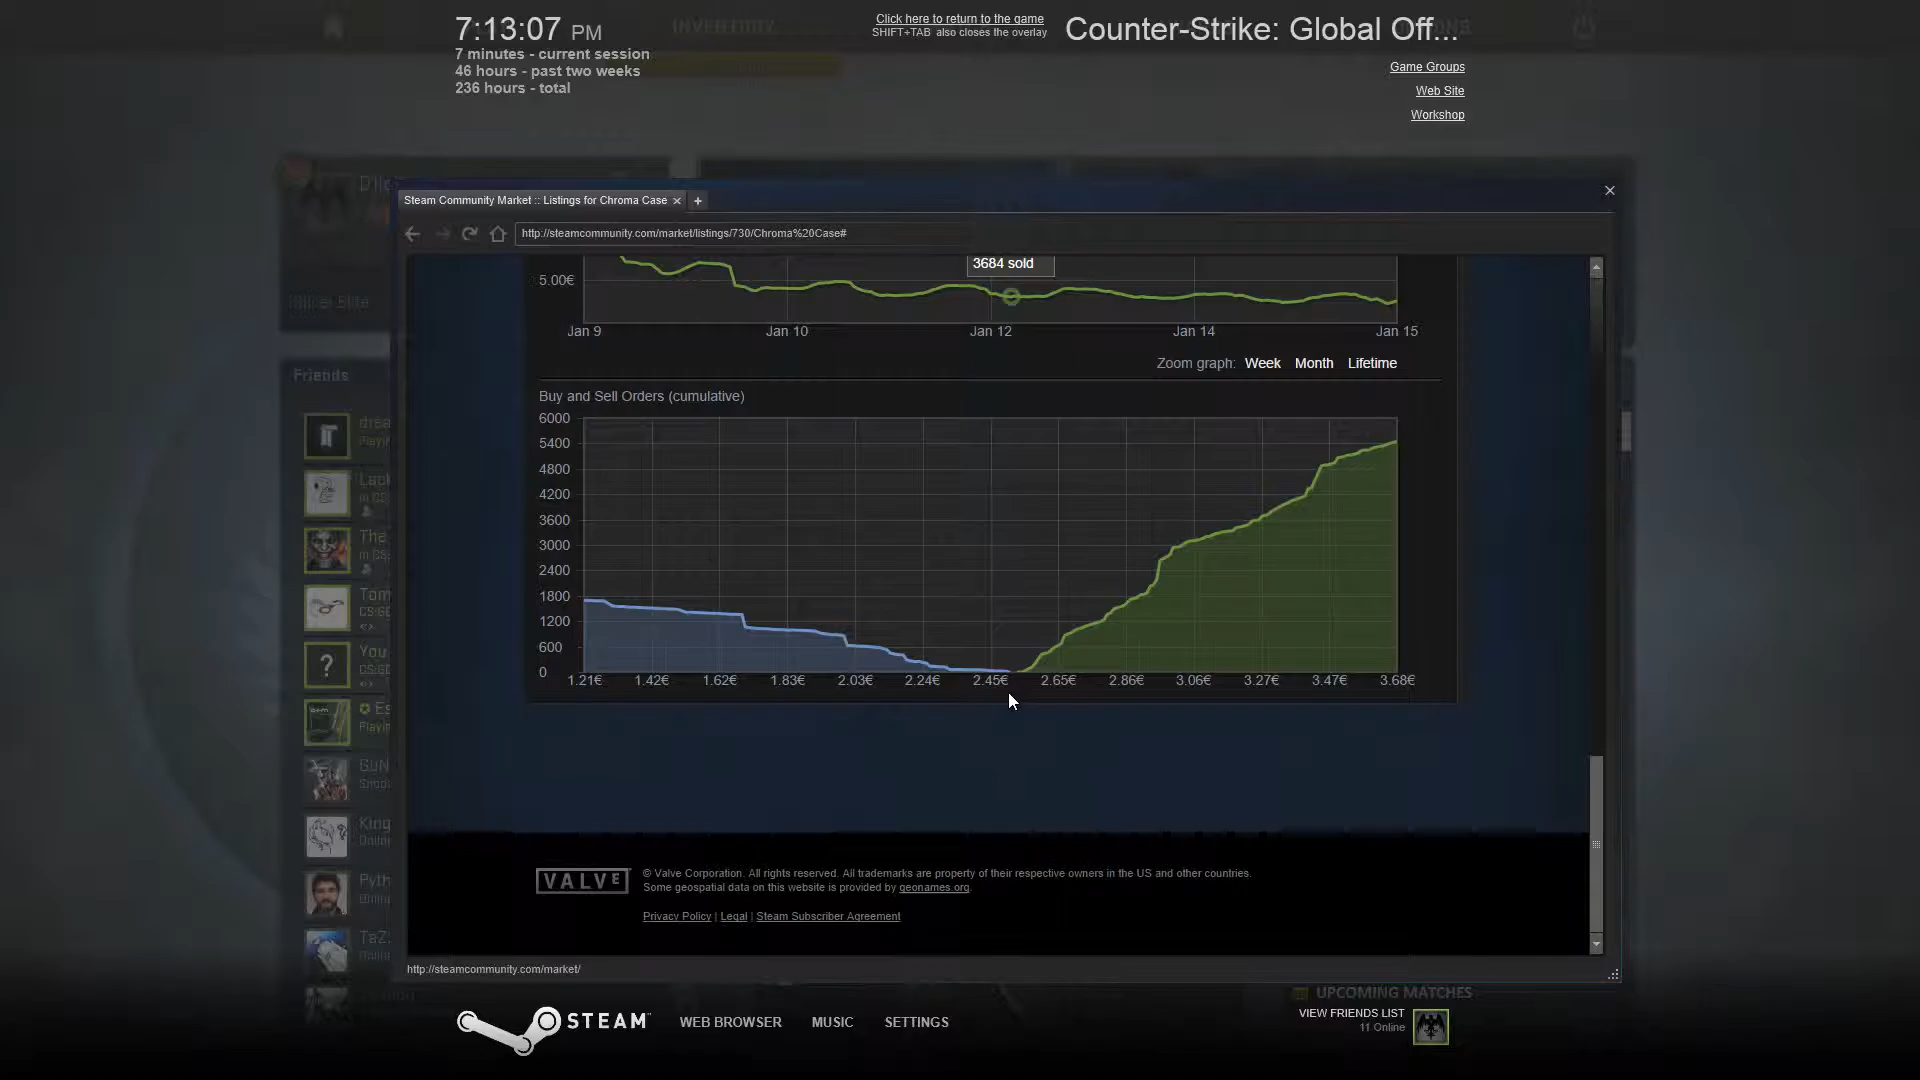 7:13:07 PM
7 minutes - current session
46 hours - past two weeks
236 hours - total
INVENTORY
Click here to return to the game
SHIFT+TAB also closes the overlay
Counter-Strike: Global Off...
Game Groups
Web Site
Workshop
Steam Community Market :: Listings for Chroma Case
http://steamcommunity.com/market/listings/730/Chroma%20Case#
3684 sold
5.00€
Jan 9 Jan 10 Jan 12 Jan 14 Jan 15
Zoom graph: Week Month Lifetime
Buy and Sell Orders (cumulative)
6000
5400
4800
4200
3600
3000
2400
1800
1200
600
0
1.21€ 1.42€ 1.62€ 1.83€ 2.03€ 2.24€ 2.45€ 2.65€ 2.86€ 3.06€ 3.27€ 3.47€ 3.68€
Friends
The
Tom
You
King
Online
Pyth
VALVE
© Valve Corporation. All rights reserved. All trademarks are property of their respective owners in the US and other countries.
Some geospatial data on this website is provided by geonames.org.
Privacy Policy | Legal | Steam Subscriber Agreement
http://steamcommunity.com/market/
UPCOMING MATCHES
STEAM
WEB BROWSER MUSIC SETTINGS
VIEW FRIENDS LIST
11 Online